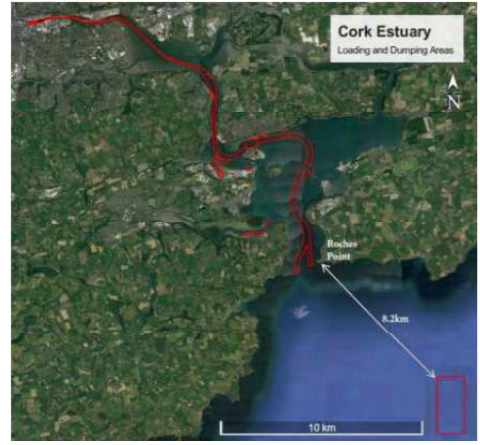 Cork Estuary
Loading and Dumping Areas
N
Roches
Point
8.2km
10 km